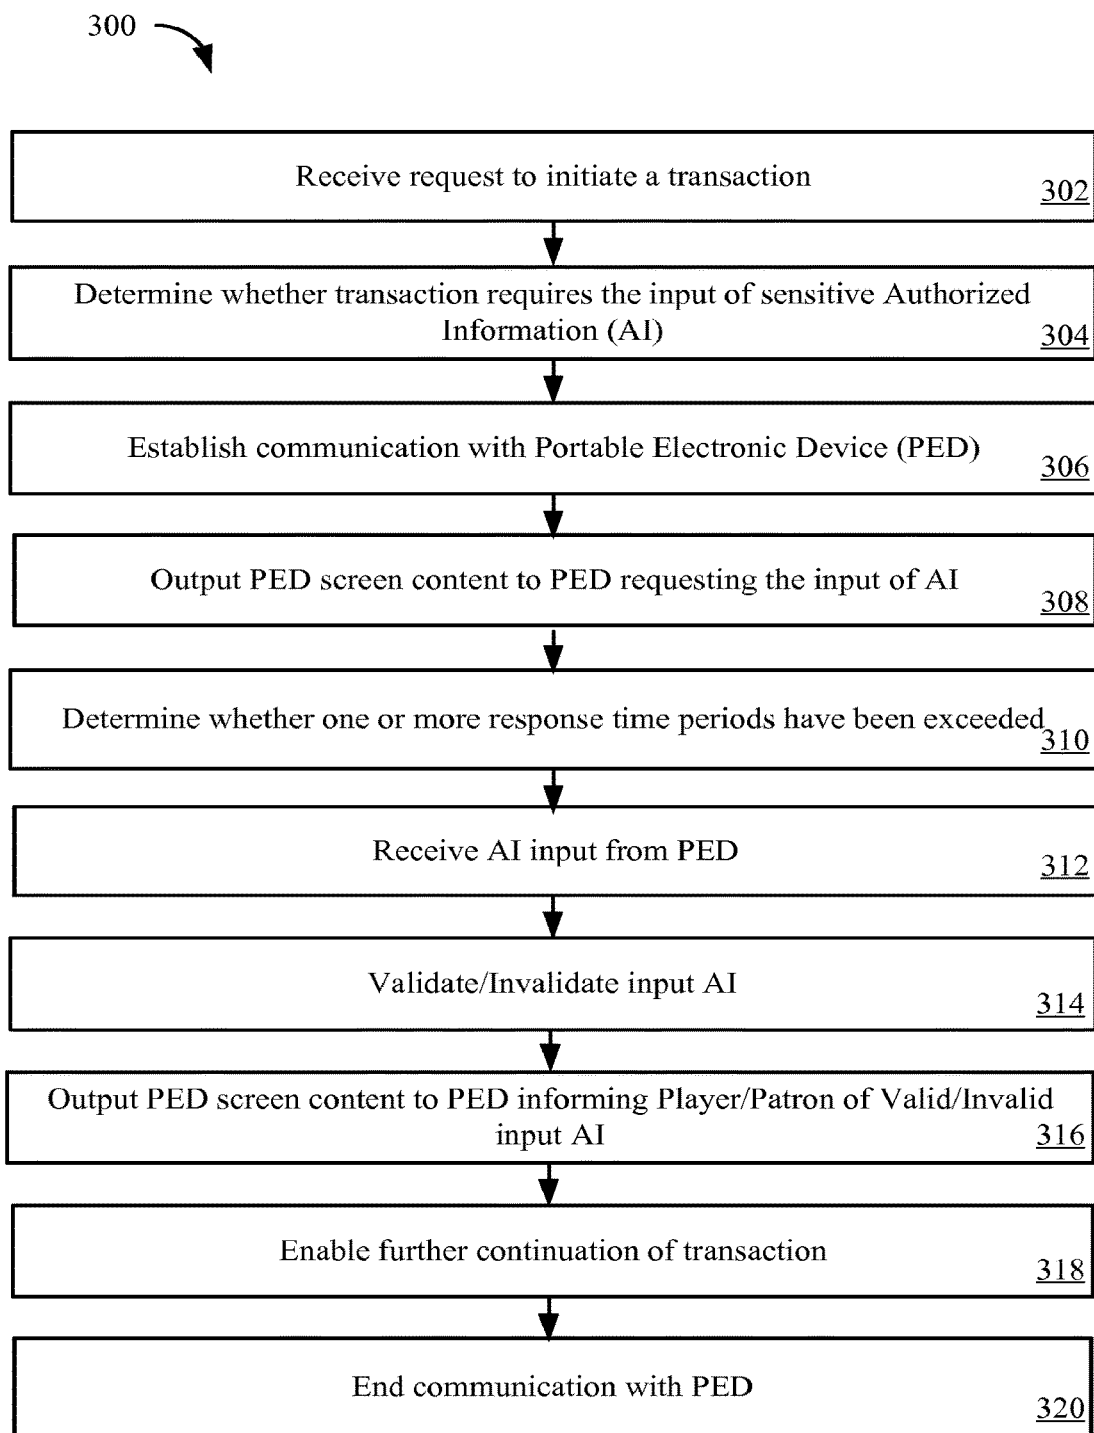 300
Receive request to initiate a transaction
302
Determine whether transaction requires the input of sensitive Authorized
Information (AI)
304
Establish communication with Portable Electronic Device (PED)
306
Output PED screen content to PED requesting the input of AI
308
Determine whether one or more response time periods have been exceeded
310
Receive AI input from PED
312
Validate/Invalidate input AI
314
Output PED screen content to PED informing Player/Patron of Valid/Invalid
input AI
316
Enable further continuation of transaction
318
End communication with PED
320